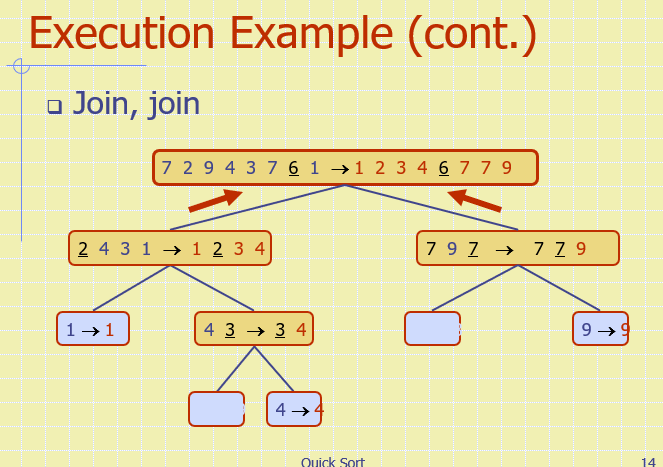 Execution Example (cont.)
Join, join
7 2 9 4 3 7 6 1 → 1 2 3 4 6 7 7 9
2 4 3 1 → 1 2 3 4
7 9 7 → 7 7 9
1 → 1
4 3 → 3 4
9 → 9
4 → 4
Quick Sort
14